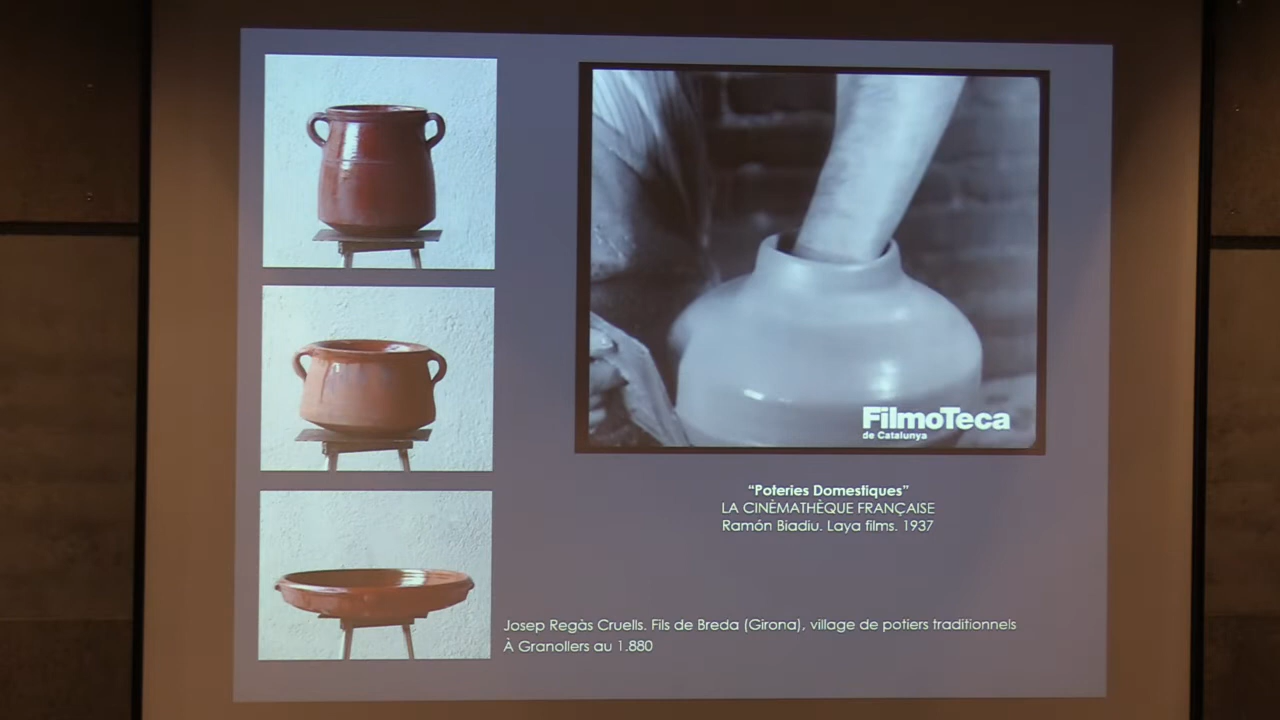 FilmoTeca
de Catalunya
“Poteries Domestiques”
LA CINÉMATHÈQUE FRANÇAISE
Ramón Biadiu. Laya films. 1937
Josep Regàs Cruells. Fils de Breda (Girona), village de potiers traditionnels
À Granollers au 1.880